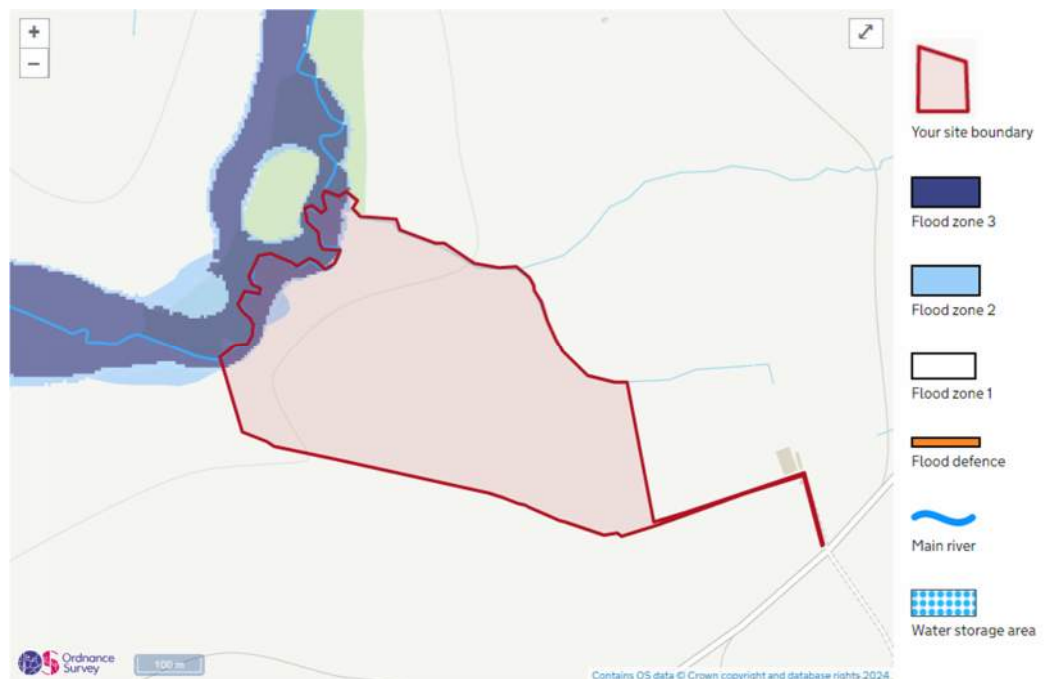 +
−
Your site boundary
Flood zone 3
Flood zone 2
Flood zone 1
Flood defence
Main river
Water storage area
Ordnance
Survey
100 m
Contains OS data © Crown copyright and database rights 2024